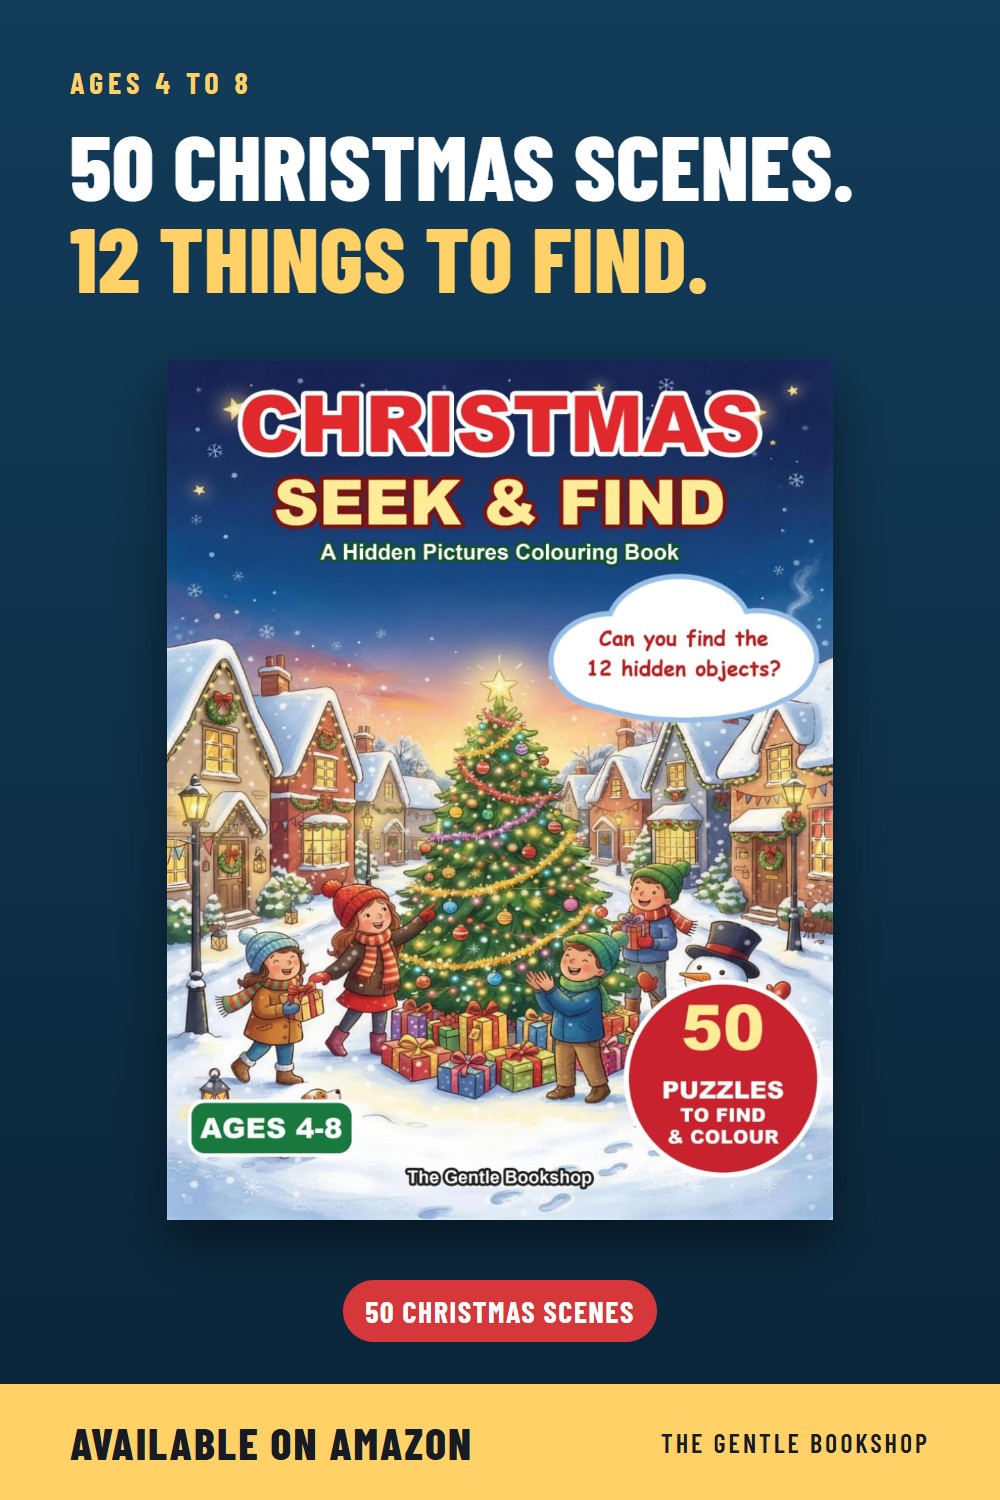 AGES 4 TO 8
50 CHRISTMAS SCENES.
12 THINGS TO FIND.
CHRISTMAS
SEEK & FIND
A Hidden Pictures Colouring Book
Can you find the
12 hidden objects?
50
PUZZLES
TO FIND
& COLOUR
AGES 4-8
The Gentle Bookshop
50 CHRISTMAS SCENES
AVAILABLE ON AMAZON
THE GENTLE BOOKSHOP